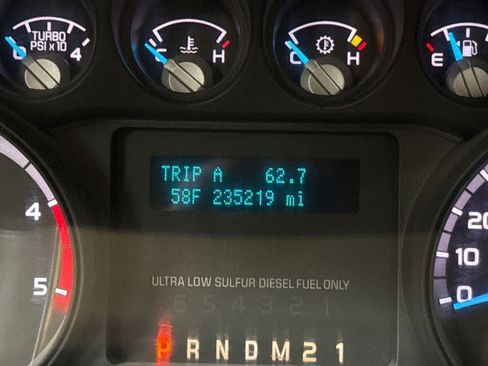 TURBO
PSI x 10
0 4
C H
C H
E
TRIP A 62.7
58F 235219 mi
4
5
20
10
0
ULTRA LOW SULFUR DIESEL FUEL ONLY
6 5 4 3 2 1
P R N D M 2 1